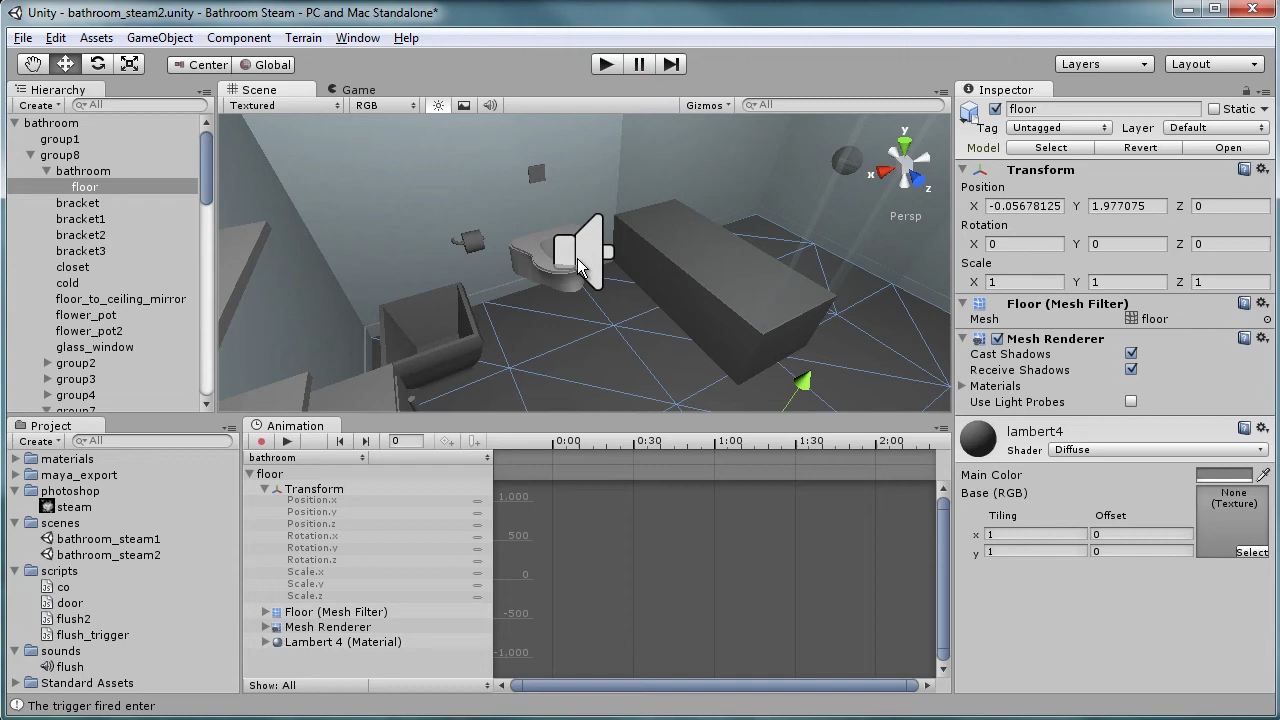 Unity - bathroom_steam2.unity - Bathroom Steam - PC and Mac Standalone*
File Edit Assets GameObject Component Terrain Window Help
Center Global Layers Layout
Hierarchy
Create All
bathroom
group1
group8
bathroom
floor
bracket
bracket1
bracket2
bracket3
closet
cold
floor_to_ceiling_mirror
flower_pot
flower_pot2
glass_window
group2
group3
group4
group7
Scene Game
Textured RGB Gizmos All
y
x
z
Persp
Project
Create All
materials
maya_export
photoshop
steam
scenes
bathroom_steam1
bathroom_steam2
scripts
co
door
flush2
flush_trigger
sounds
flush
Standard Assets
Animation
0 0:00 0:30 1:00 1:30 2:00
bathroom
floor
Transform
Position.x
Position.y
Position.z
Rotation.x
Rotation.y
Rotation.z
Scale.x
Scale.y
Scale.z
Floor (Mesh Filter)
Mesh Renderer
Lambert 4 (Material)
1,000
500
0
-500
-1,000
Show: All
Inspector
floor Static
Tag Untagged Layer Default
Model Select Revert Open
Transform
Position
X -0.05678125 Y 1.977075 Z 0
Rotation
X 0 Y 0 Z 0
Scale
X 1 Y 1 Z 1
Floor (Mesh Filter)
Mesh floor
Mesh Renderer
Cast Shadows
Receive Shadows
Materials
Use Light Probes
lambert4
Shader Diffuse
Main Color
Base (RGB)
None
(Texture)
Tiling Offset
x 1 0
y 1 0
Select
The trigger fired enter